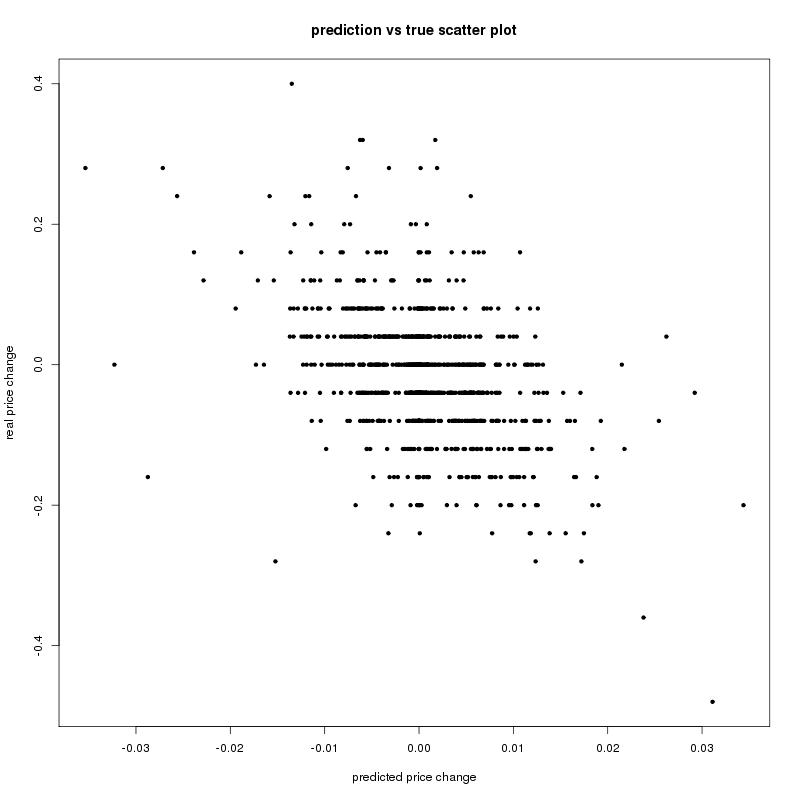 prediction vs true scatter plot
0.4
0.2
0.0
-0.2
-0.4
real price change
-0.03 -0.02 -0.01 0.00 0.01 0.02 0.03
predicted price change